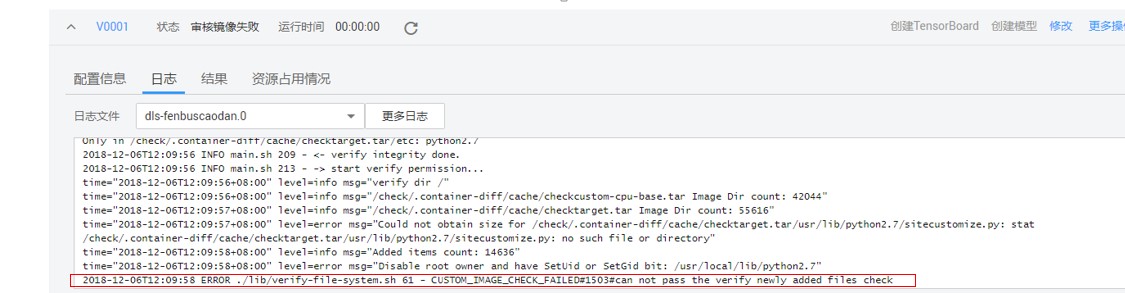 V0001 状态 审核镜像失败 运行时间 00:00:00 创建TensorBoard 创建模型 修改 更多操
配置信息 日志 结果 资源占用情况
日志文件 dls-fenbuscaodan.0 更多日志
Only in /check/.container-diff/cache/checktarget.tar/etc: python2.7
2018-12-06T12:09:56 INFO main.sh 209 - <- verify integrity done.
2018-12-06T12:09:56 INFO main.sh 213 - -> start verify permission...
time="2018-12-06T12:09:56+08:00" level=info msg="verify dir /"
time="2018-12-06T12:09:56+08:00" level=info msg="/check/.container-diff/cache/checkcustom-cpu-base.tar Image Dir count: 42044"
time="2018-12-06T12:09:57+08:00" level=info msg="/check/.container-diff/cache/checktarget.tar Image Dir count: 55616"
time="2018-12-06T12:09:57+08:00" level=error msg="Could not obtain size for /check/.container-diff/cache/checktarget.tar/usr/lib/python2.7/sitecustomize.py: stat
/check/.container-diff/cache/checktarget.tar/usr/lib/python2.7/sitecustomize.py: no such file or directory"
time="2018-12-06T12:09:58+08:00" level=info msg="Added items count: 14636"
time="2018-12-06T12:09:58+08:00" level=error msg="Disable root owner and have SetUid or SetGid bit: /usr/local/lib/python2.7"
2018-12-06T12:09:58 ERROR ./lib/verify-file-system.sh 61 - CUSTOM_IMAGE_CHECK_FAILED#1503#can not pass the verify newly added files check